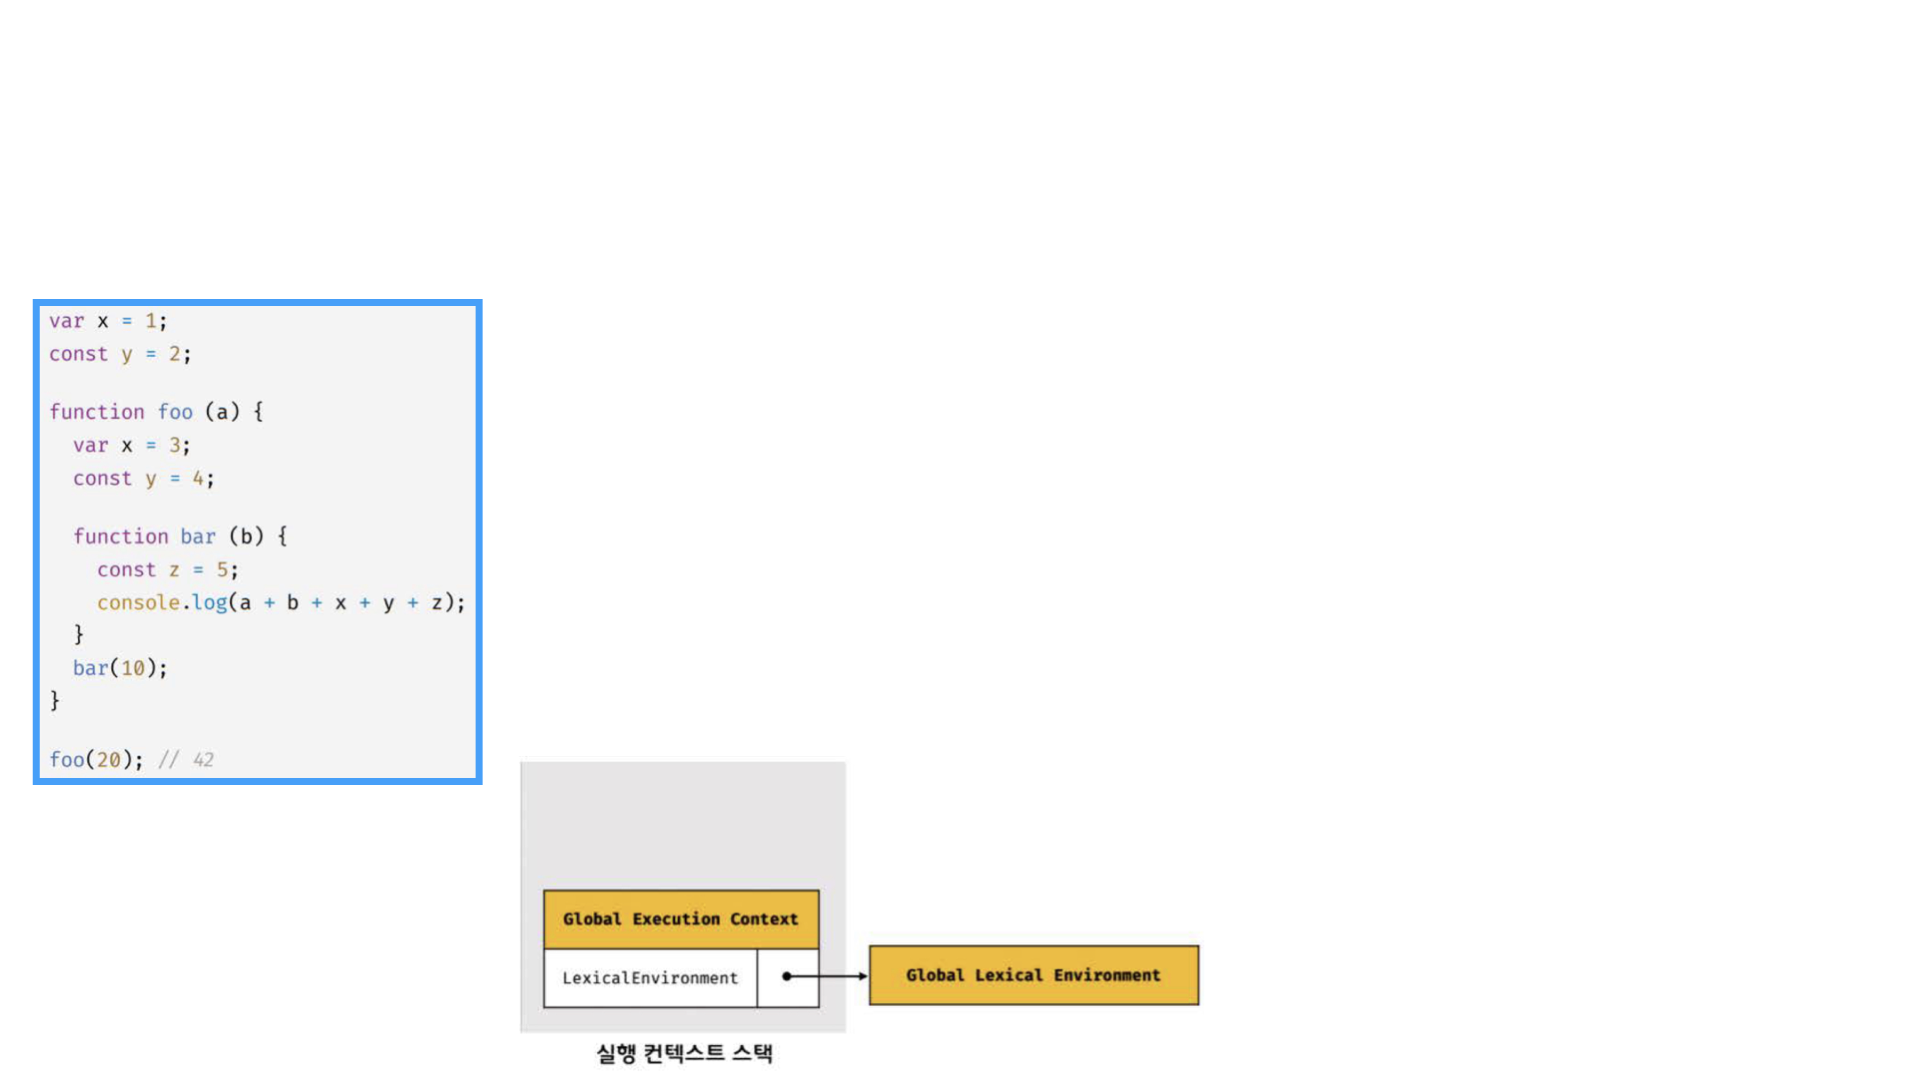 var x = 1;
const y = 2;
function foo (a) {
  var x = 3;
  const y = 4;
  function bar (b) {
    const z = 5;
    console.log(a + b + x + y + z);
  }
  bar(10);
}
foo(20); // 42
Global Execution Context
LexicalEnvironment
Global Lexical Environment
실행 컨텍스트 스택